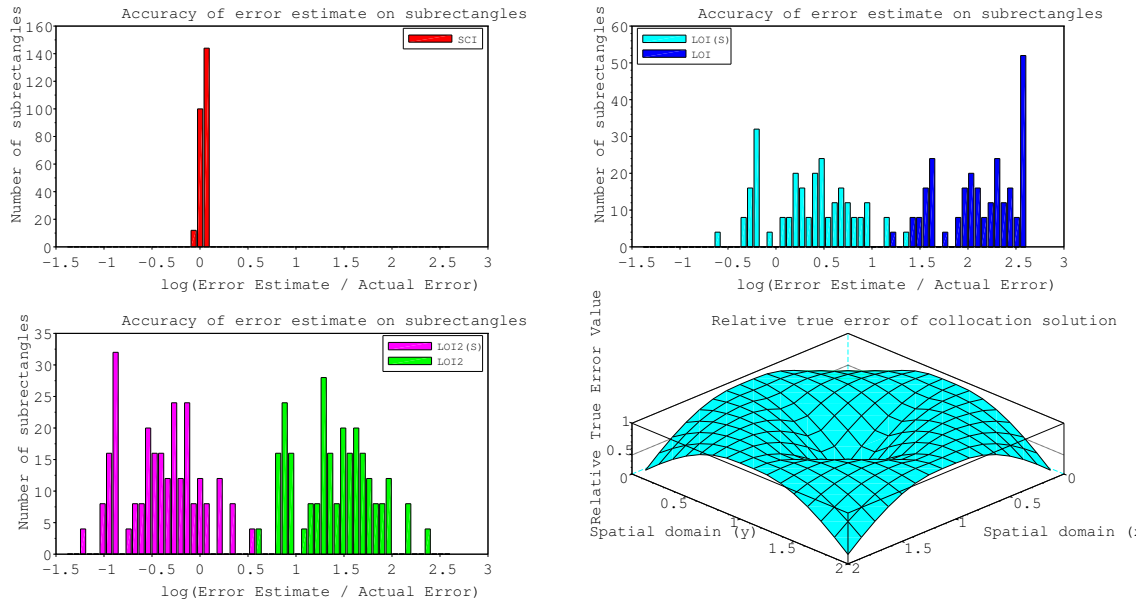 Accuracy of error estimate on subrectangles
Number of subrectangles
160
140
120
100
80
60
40
20
0
SCI
-1.5 -1 -0.5 0 0.5 1 1.5 2 2.5 3
log(Error Estimate / Actual Error)
Accuracy of error estimate on subrectangles
Number of subrectangles
60
50
40
30
20
10
0
LOI(S)
LOI
-1.5 -1 -0.5 0 0.5 1 1.5 2 2.5 3
log(Error Estimate / Actual Error)
Accuracy of error estimate on subrectangles
Number of subrectangles
35
30
25
20
15
10
5
0
LOI2(S)
LOI2
-1.5 -1 -0.5 0 0.5 1 1.5 2 2.5 3
log(Error Estimate / Actual Error)
Relative true error of collocation solution
Relative True Error Value
1
0.5
0
0.5
1
1.5
2
Spatial domain (y)
0
0.5
1
1.5
2
Spatial domain (